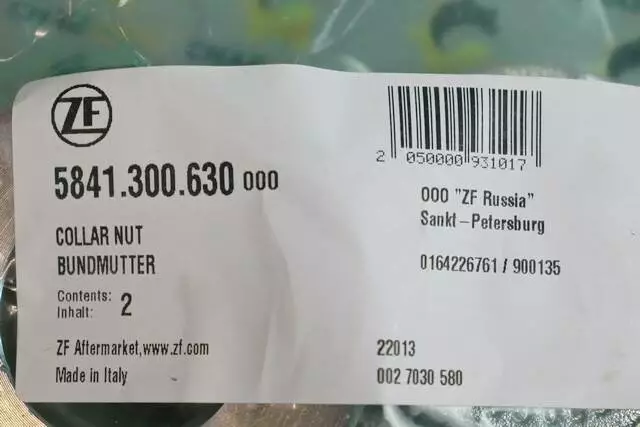 ZF
5841.300.630 000
COLLAR NUT
BUNDMUTTER
Contents:
Inhalt: 2
ZF Aftermarket,www.zf.com
Made in Italy
2 050000 931017
000 "ZF Russia"
Sankt-Petersburg
0164226761 / 900135
22013
002 7030 580